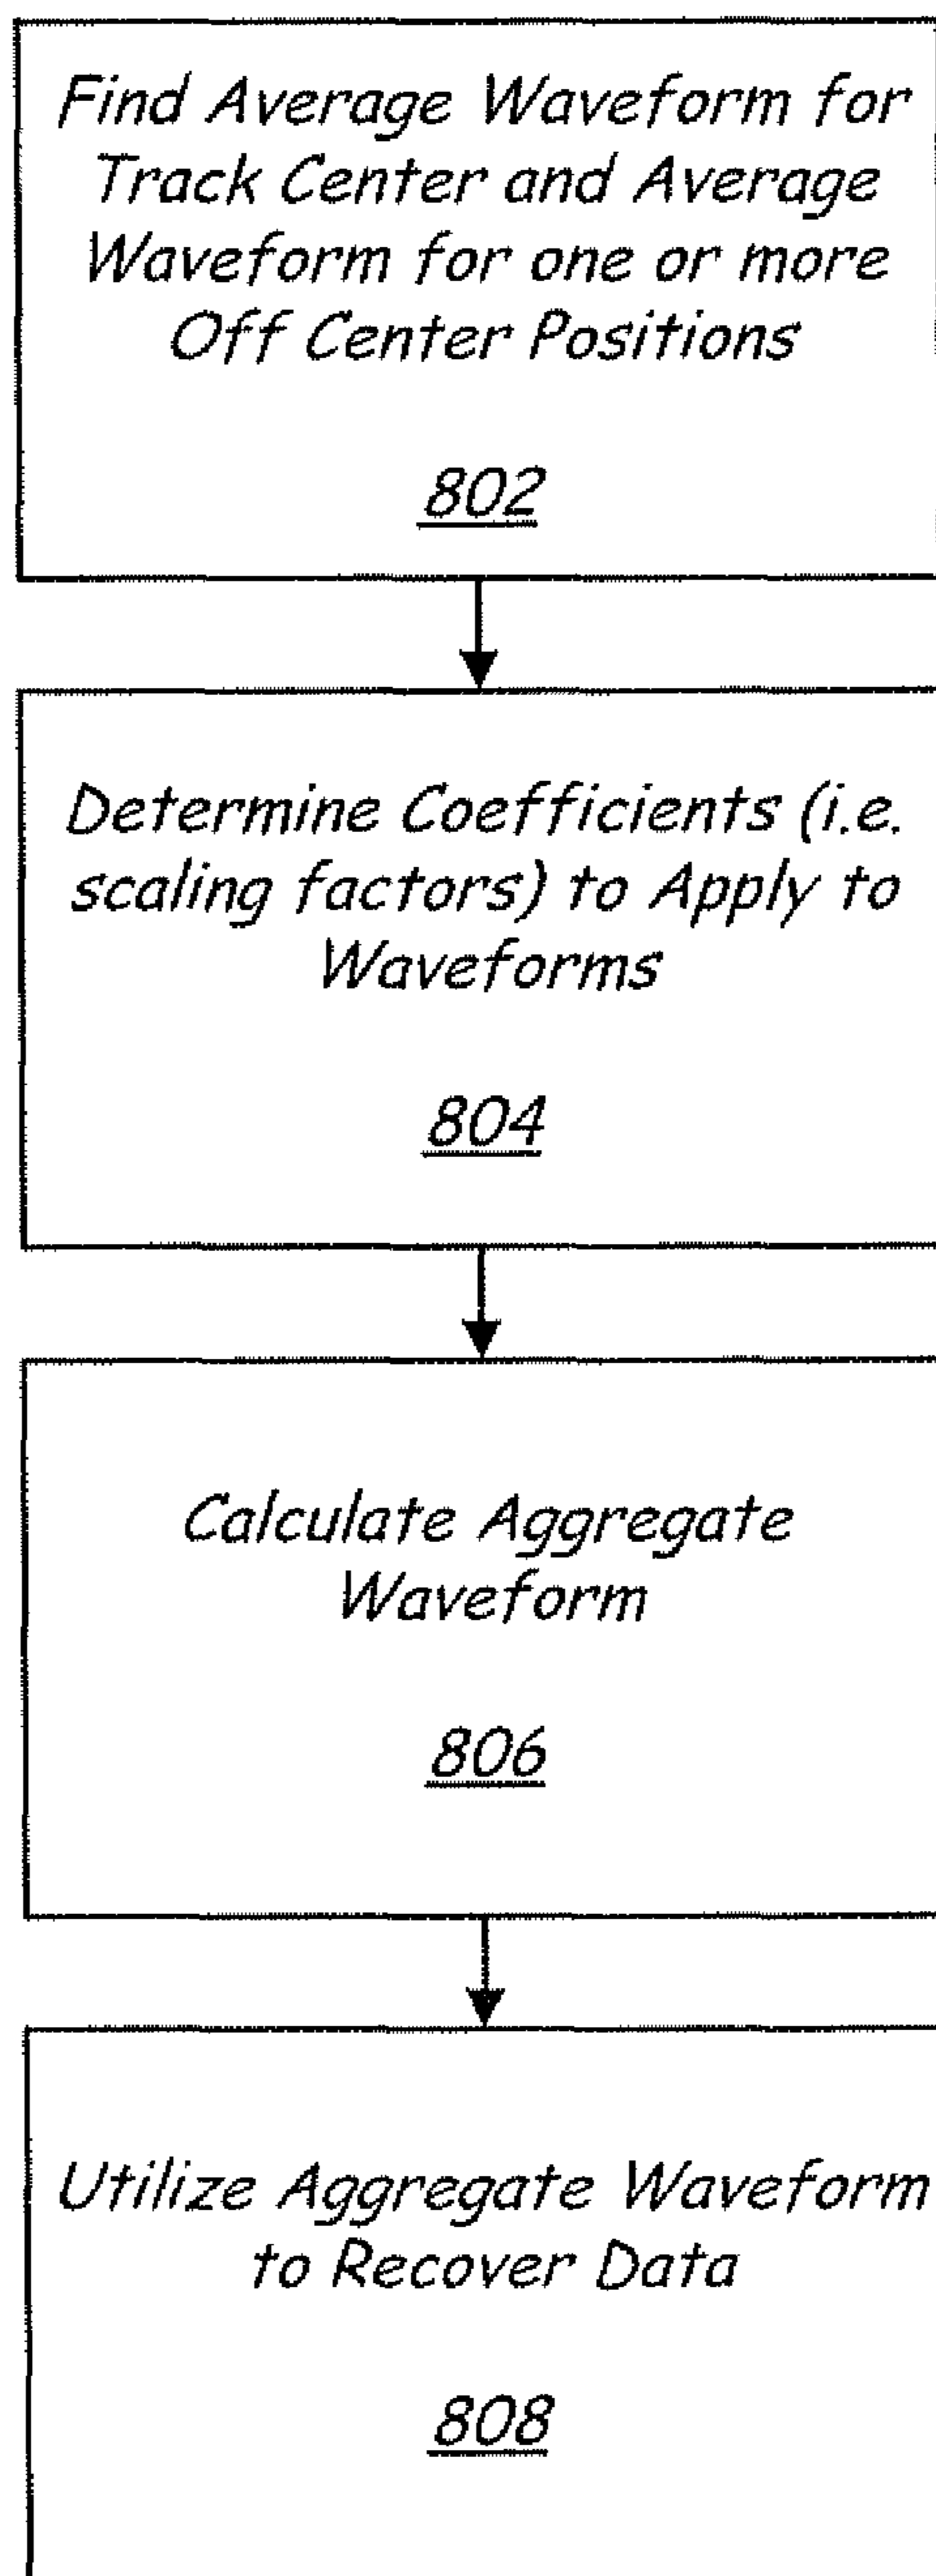 Find Average Waveform for
Track Center and Average
Waveform for one or more
Off Center Positions
802
Determine Coefficients (i.e.
scaling factors) to Apply to
Waveforms
804
Calculate Aggregate
Waveform
806
Utilize Aggregate Waveform
to Recover Data
808